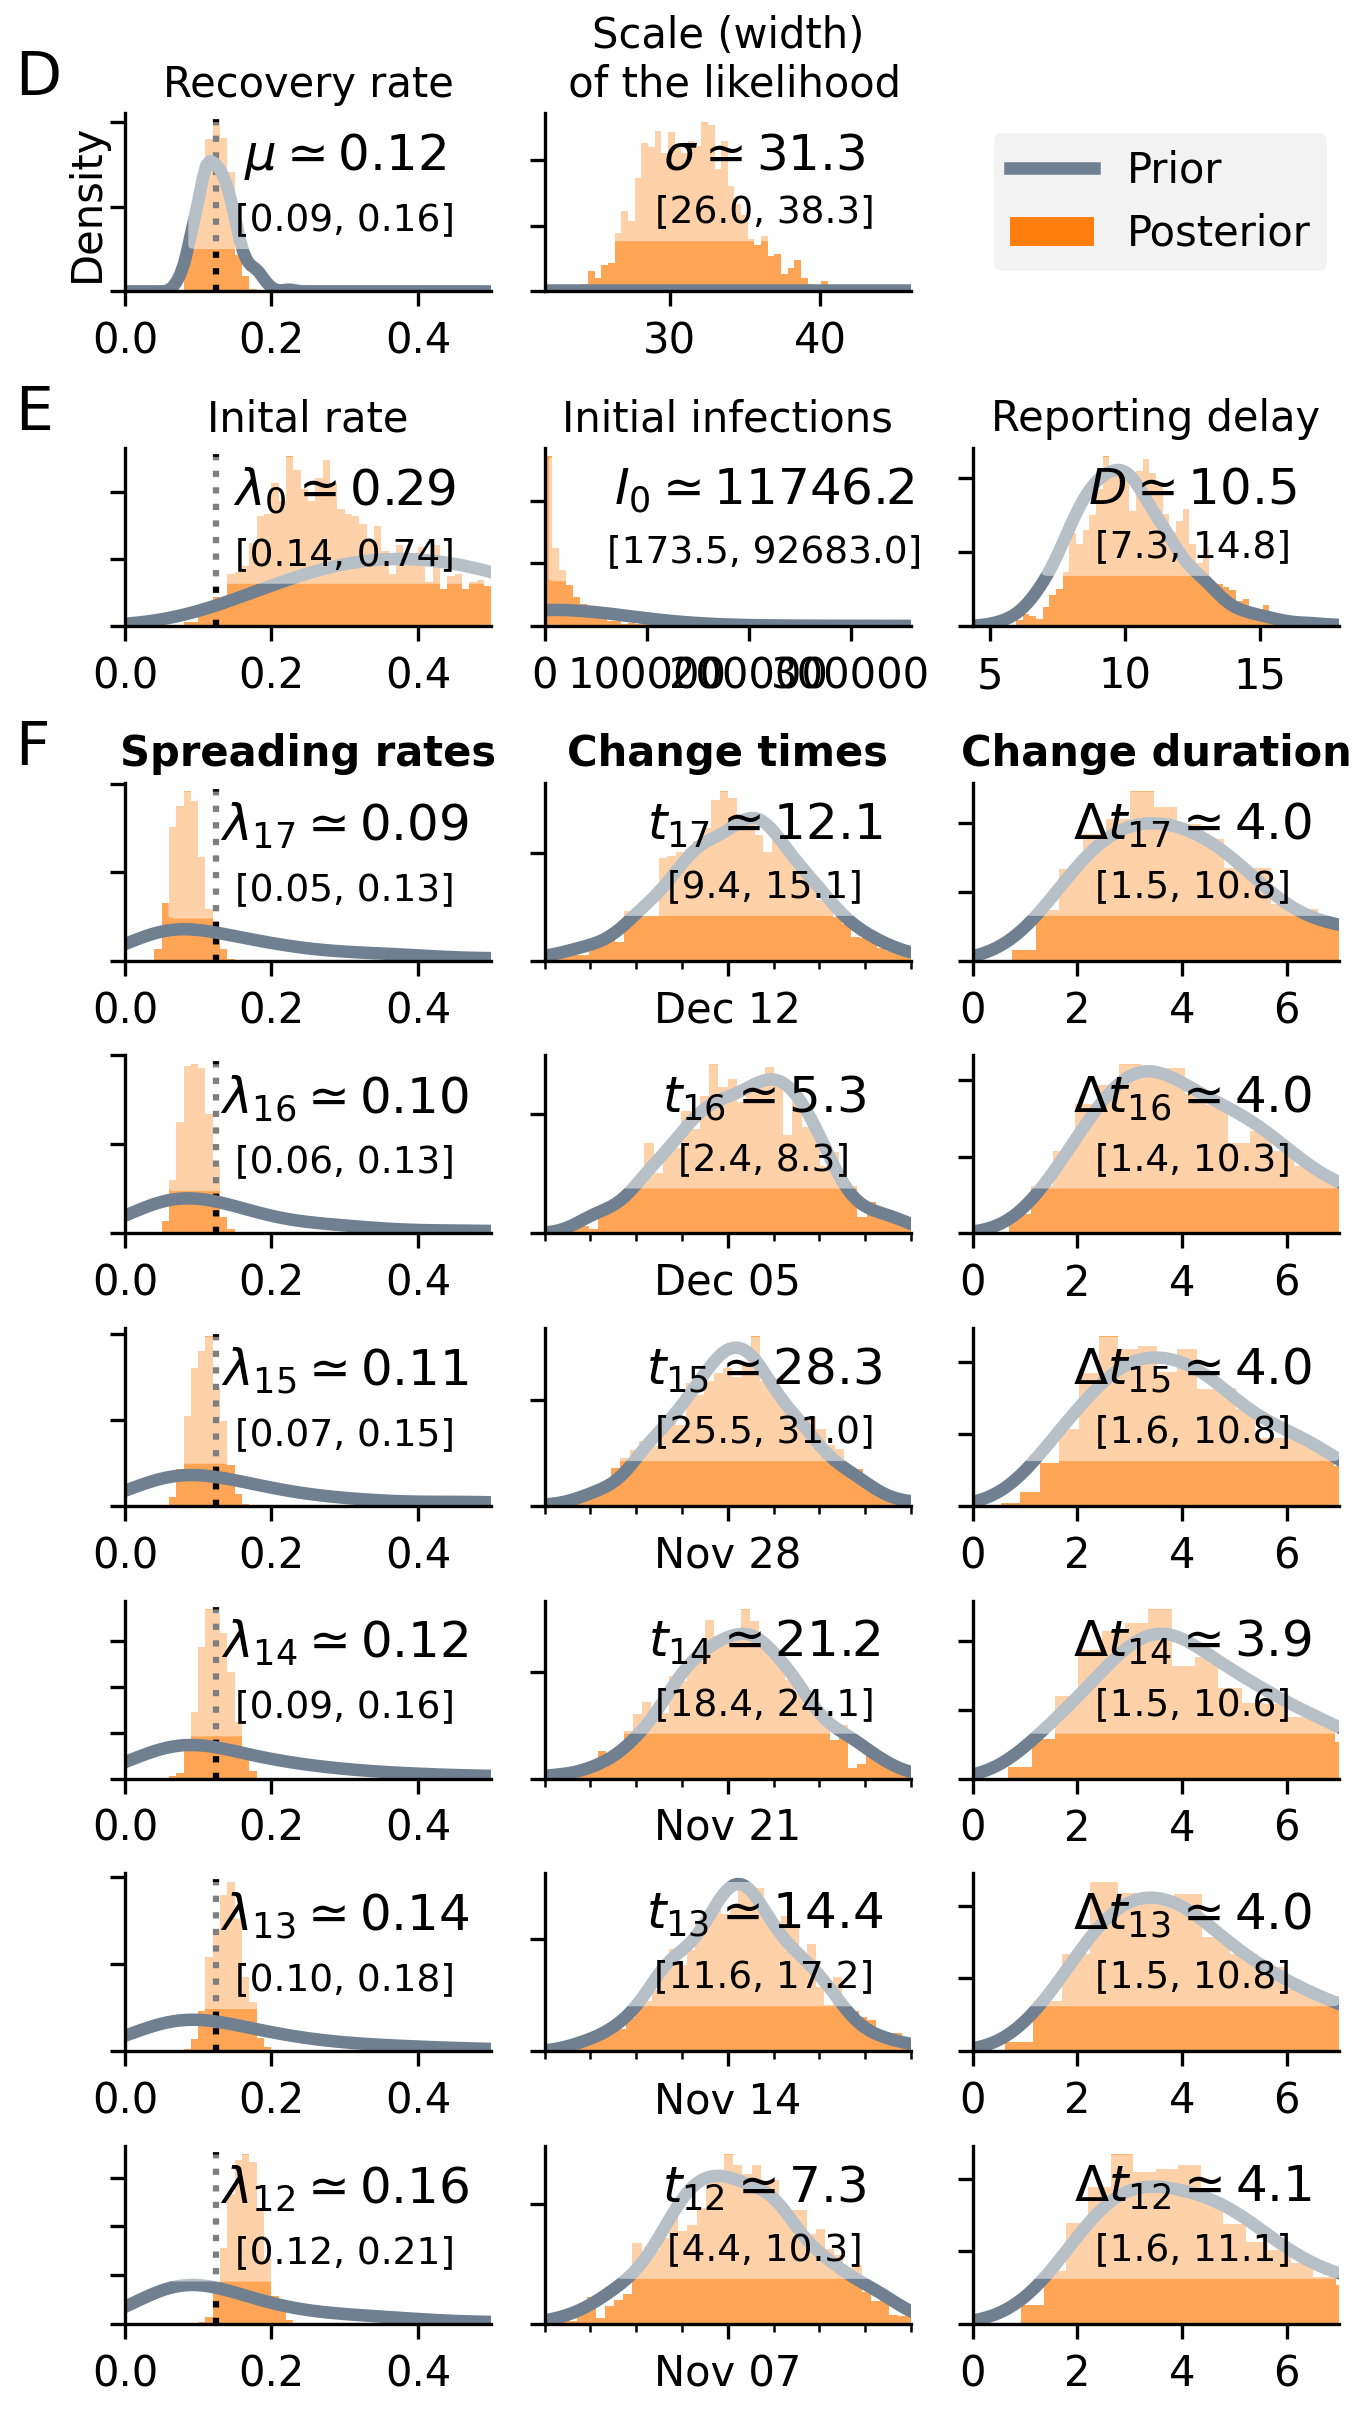 D
Recovery rate
Scale (width)
of the likelihood
Density
μ ≃ 0.12
[0.09, 0.16]
0.0 0.2 0.4
σ ≃ 31.3
[26.0, 38.3]
30 40
Prior
Posterior
E
Inital rate
λ0 ≃ 0.29
[0.14, 0.74]
0.0 0.2 0.4
Initial infections
I0 ≃ 11746.2
[173.5, 92683.0]
0 100000 200000 300000
Reporting delay
D ≃ 10.5
[7.3, 14.8]
5 10 15
F
Spreading rates
Change times
Change duration
λ17 ≃ 0.09
[0.05, 0.13]
0.0 0.2 0.4
t17 ≃ 12.1
[9.4, 15.1]
Dec 12
Δt17 ≃ 4.0
[1.5, 10.8]
0 2 4 6
λ16 ≃ 0.10
[0.06, 0.13]
0.0 0.2 0.4
t16 ≃ 5.3
[2.4, 8.3]
Dec 05
Δt16 ≃ 4.0
[1.4, 10.3]
0 2 4 6
λ15 ≃ 0.11
[0.07, 0.15]
0.0 0.2 0.4
t15 ≃ 28.3
[25.5, 31.0]
Nov 28
Δt15 ≃ 4.0
[1.6, 10.8]
0 2 4 6
λ14 ≃ 0.12
[0.09, 0.16]
0.0 0.2 0.4
t14 ≃ 21.2
[18.4, 24.1]
Nov 21
Δt14 ≃ 3.9
[1.5, 10.6]
0 2 4 6
λ13 ≃ 0.14
[0.10, 0.18]
0.0 0.2 0.4
t13 ≃ 14.4
[11.6, 17.2]
Nov 14
Δt13 ≃ 4.0
[1.5, 10.8]
0 2 4 6
λ12 ≃ 0.16
[0.12, 0.21]
0.0 0.2 0.4
t12 ≃ 7.3
[4.4, 10.3]
Nov 07
Δt12 ≃ 4.1
[1.6, 11.1]
0 2 4 6